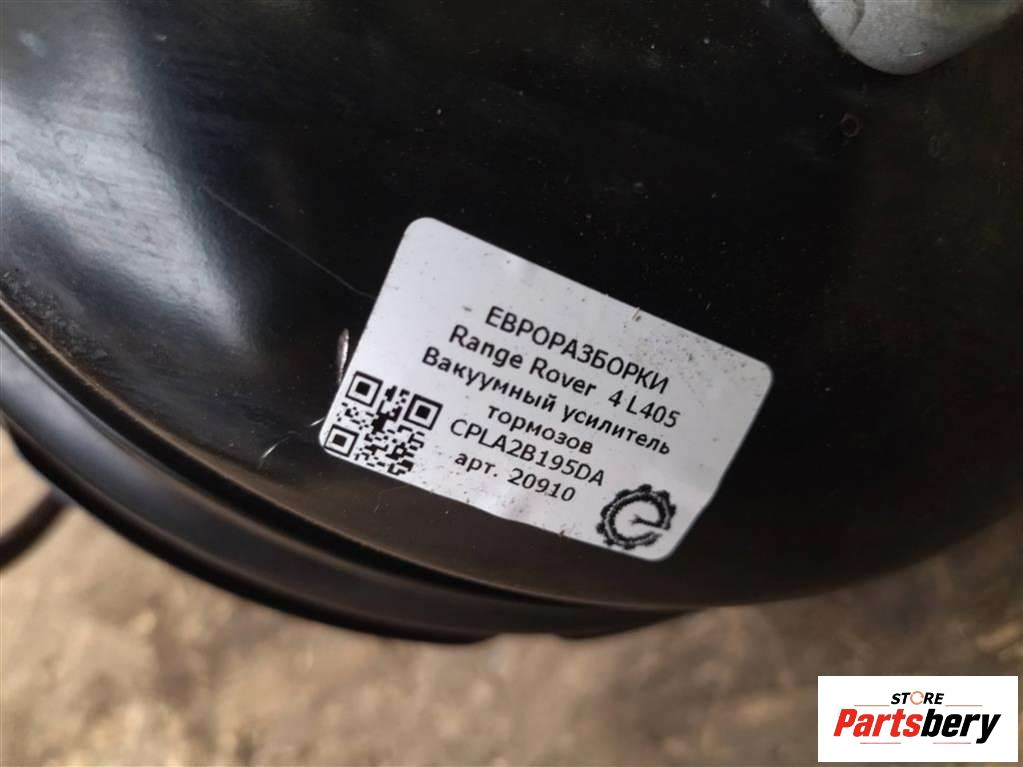 ЕВРОРАЗБОРКИ
Range Rover 4 L405
Вакуумный усилитель
тормозов
CPLA2B195DA
арт. 20910
STORE
Partsbery